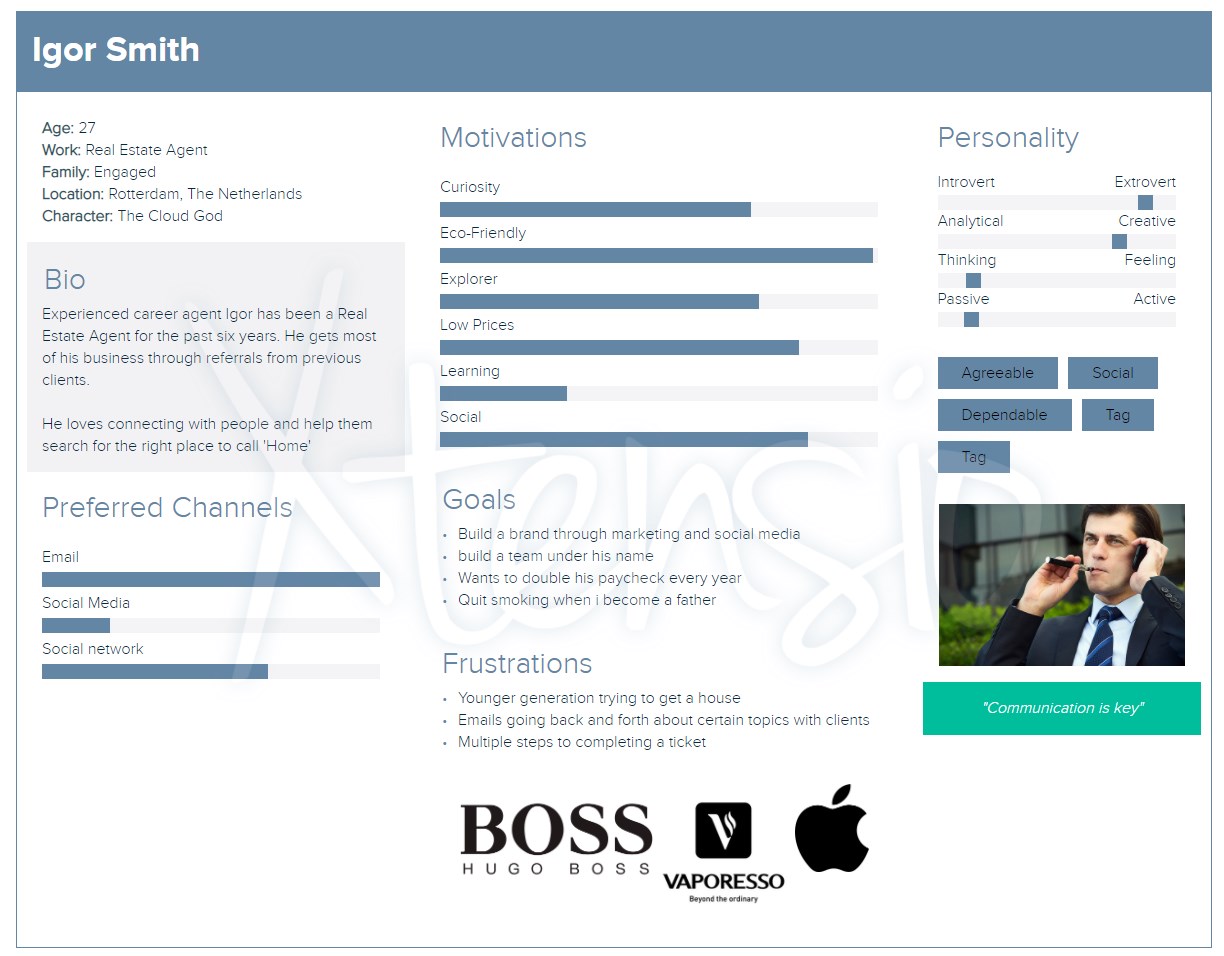 Igor Smith
Age: 27
Work: Real Estate Agent
Family: Engaged
Location: Rotterdam, The Netherlands
Character: The Cloud God
Bio
Experienced career agent Igor has been a Real
Estate Agent for the past six years. He gets most
of his business through referrals from previous
clients.
He loves connecting with people and help them
search for the right place to call 'Home'
Preferred Channels
Email
Social Media
Social network
Motivations
Curiosity
Eco-Friendly
Explorer
Low Prices
Learning
Social
Goals
• Build a brand through marketing and social media
• build a team under his name
• Wants to double his paycheck every year
• Quit smoking when i become a father
Frustrations
• Younger generation trying to get a house
• Emails going back and forth about certain topics with clients
• Multiple steps to completing a ticket
BOSS
HUGO BOSS
VAPORESSO
Beyond the ordinary
Personality
Introvert Extrovert
Analytical Creative
Thinking Feeling
Passive Active
Agreeable Social
Dependable Tag
Tag
"Communication is key"
Xtensio